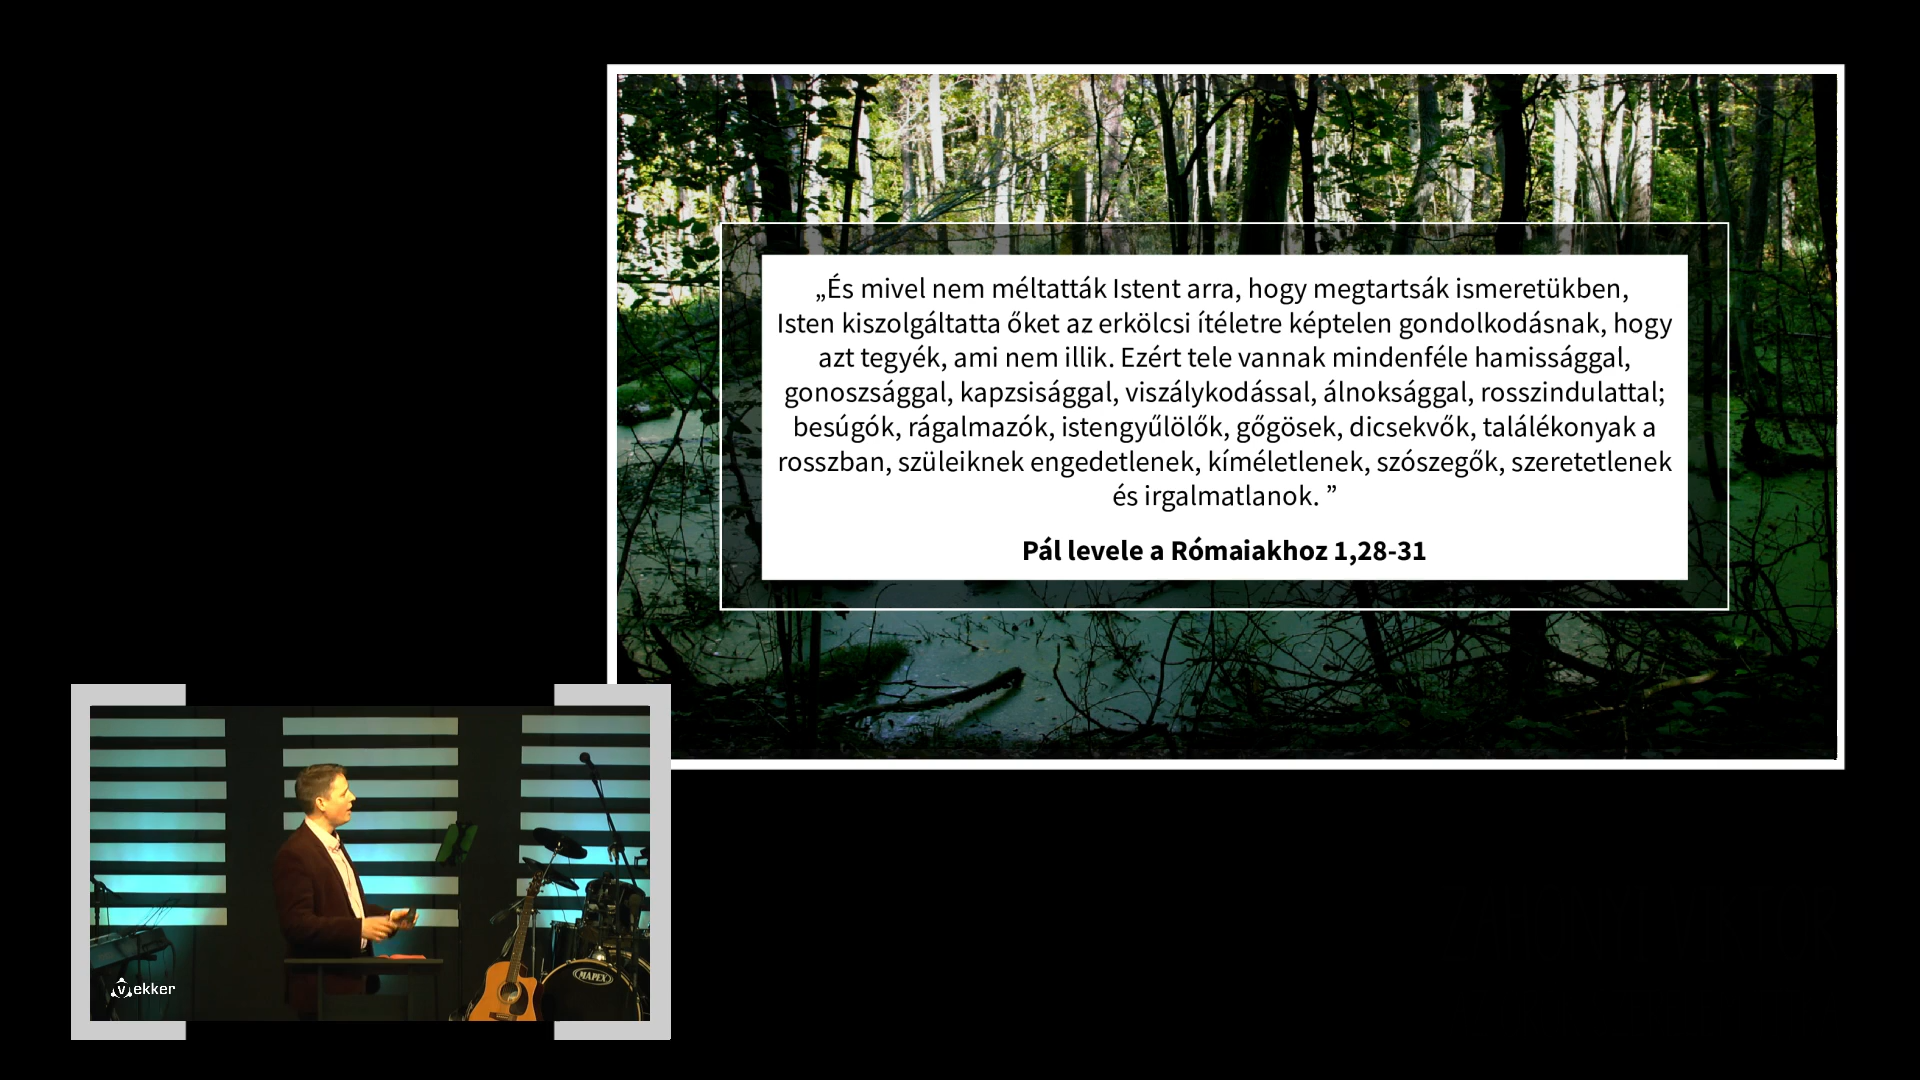 „És mivel nem méltatták Istent arra, hogy megtartsák ismeretükben,
Isten kiszolgáltatta őket az erkölcsi ítéletre képtelen gondolkodásnak, hogy
azt tegyék, ami nem illik. Ezért tele vannak mindenféle hamissággal,
gonoszsággal, kapzsisággal, viszálykodással, álnoksággal, rosszindulattal;
besúgók, rágalmazók, istengyűlölők, gőgösek, dicsekvők, találékonyak a
rosszban, szüleiknek engedetlenek, kíméletlenek, szószegők, szeretetlenek
és irgalmatlanok. ”
Pál levele a Rómaiakhoz 1,28-31
MAPEX
vekker